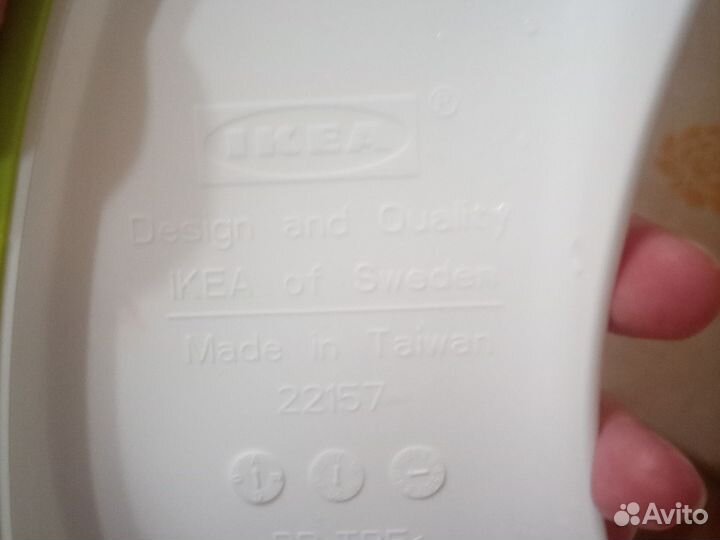 IKEA ®
Design and Quality
IKEA of Sweden
Made in Taiwan
22157
Avito